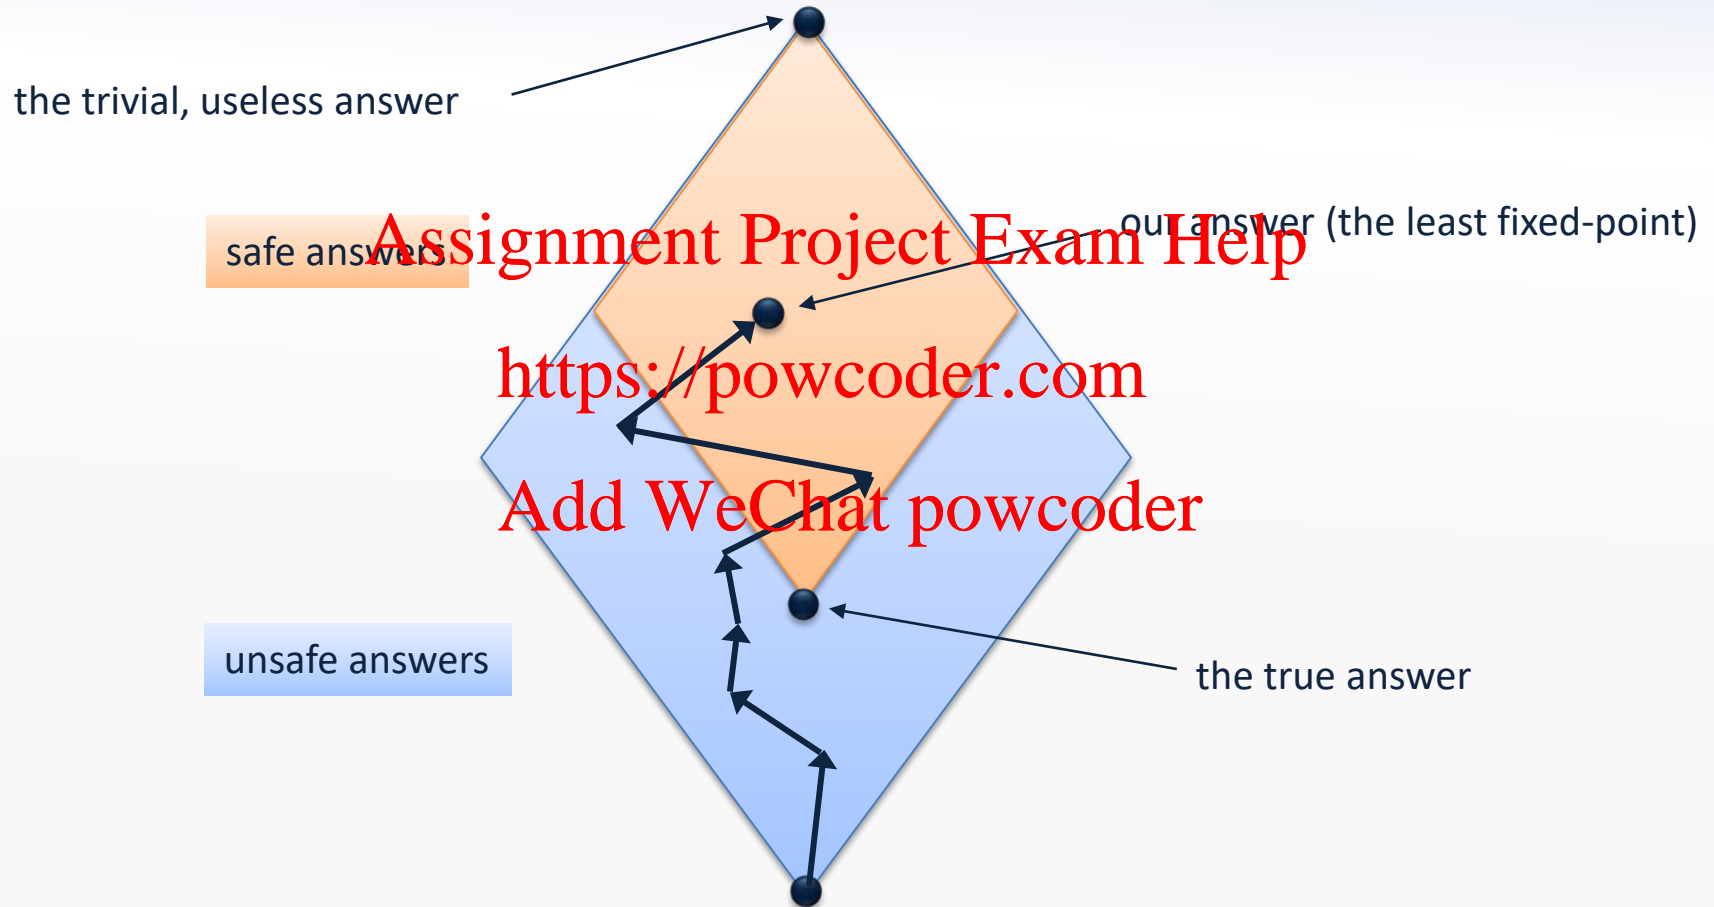 the trivial, useless answer
our answer (the least fixed-point)
safe answers
Assignment Project Exam Help
https://powcoder.com
Add WeChat powcoder
unsafe answers
the true answer